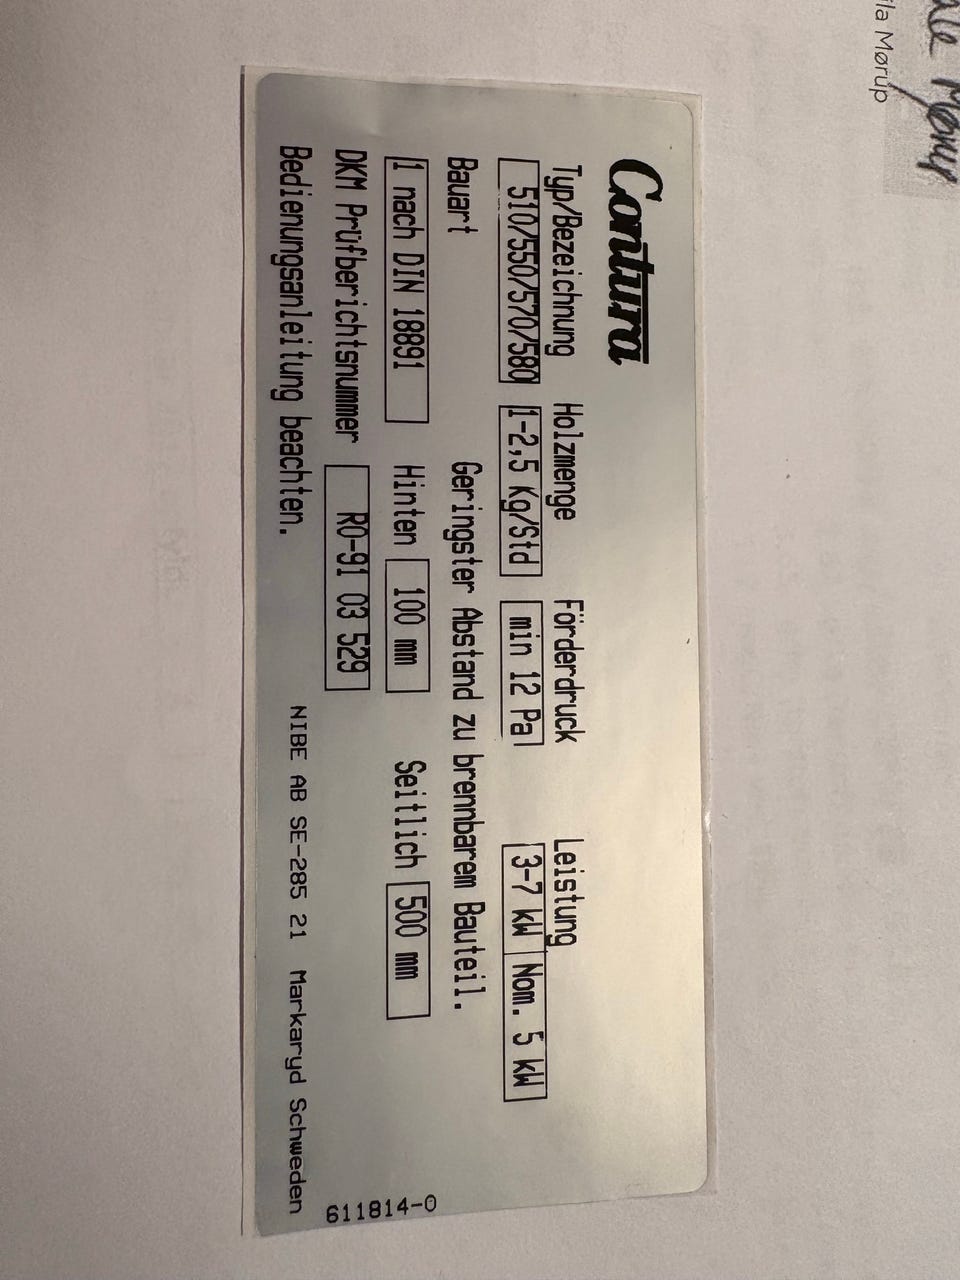 Contura
Typ/Bezeichnung Holzmenge Förderdruck Leistung
510/550/570/580 1-2,5 Kg/Std min 12 Pa 3-7 kW Nom. 5 kW
Bauart Geringster Abstand zu brennbarem Bauteil.
1 nach DIN 18891 Hinten 100 mm Seitlich 500 mm
DKM Prüfberichtsnummer RO-91 03 529
Bedienungsanleitung beachten. NIBE AB SE-285 21 Markaryd Schweden
611814-0
Mørup
Mørup